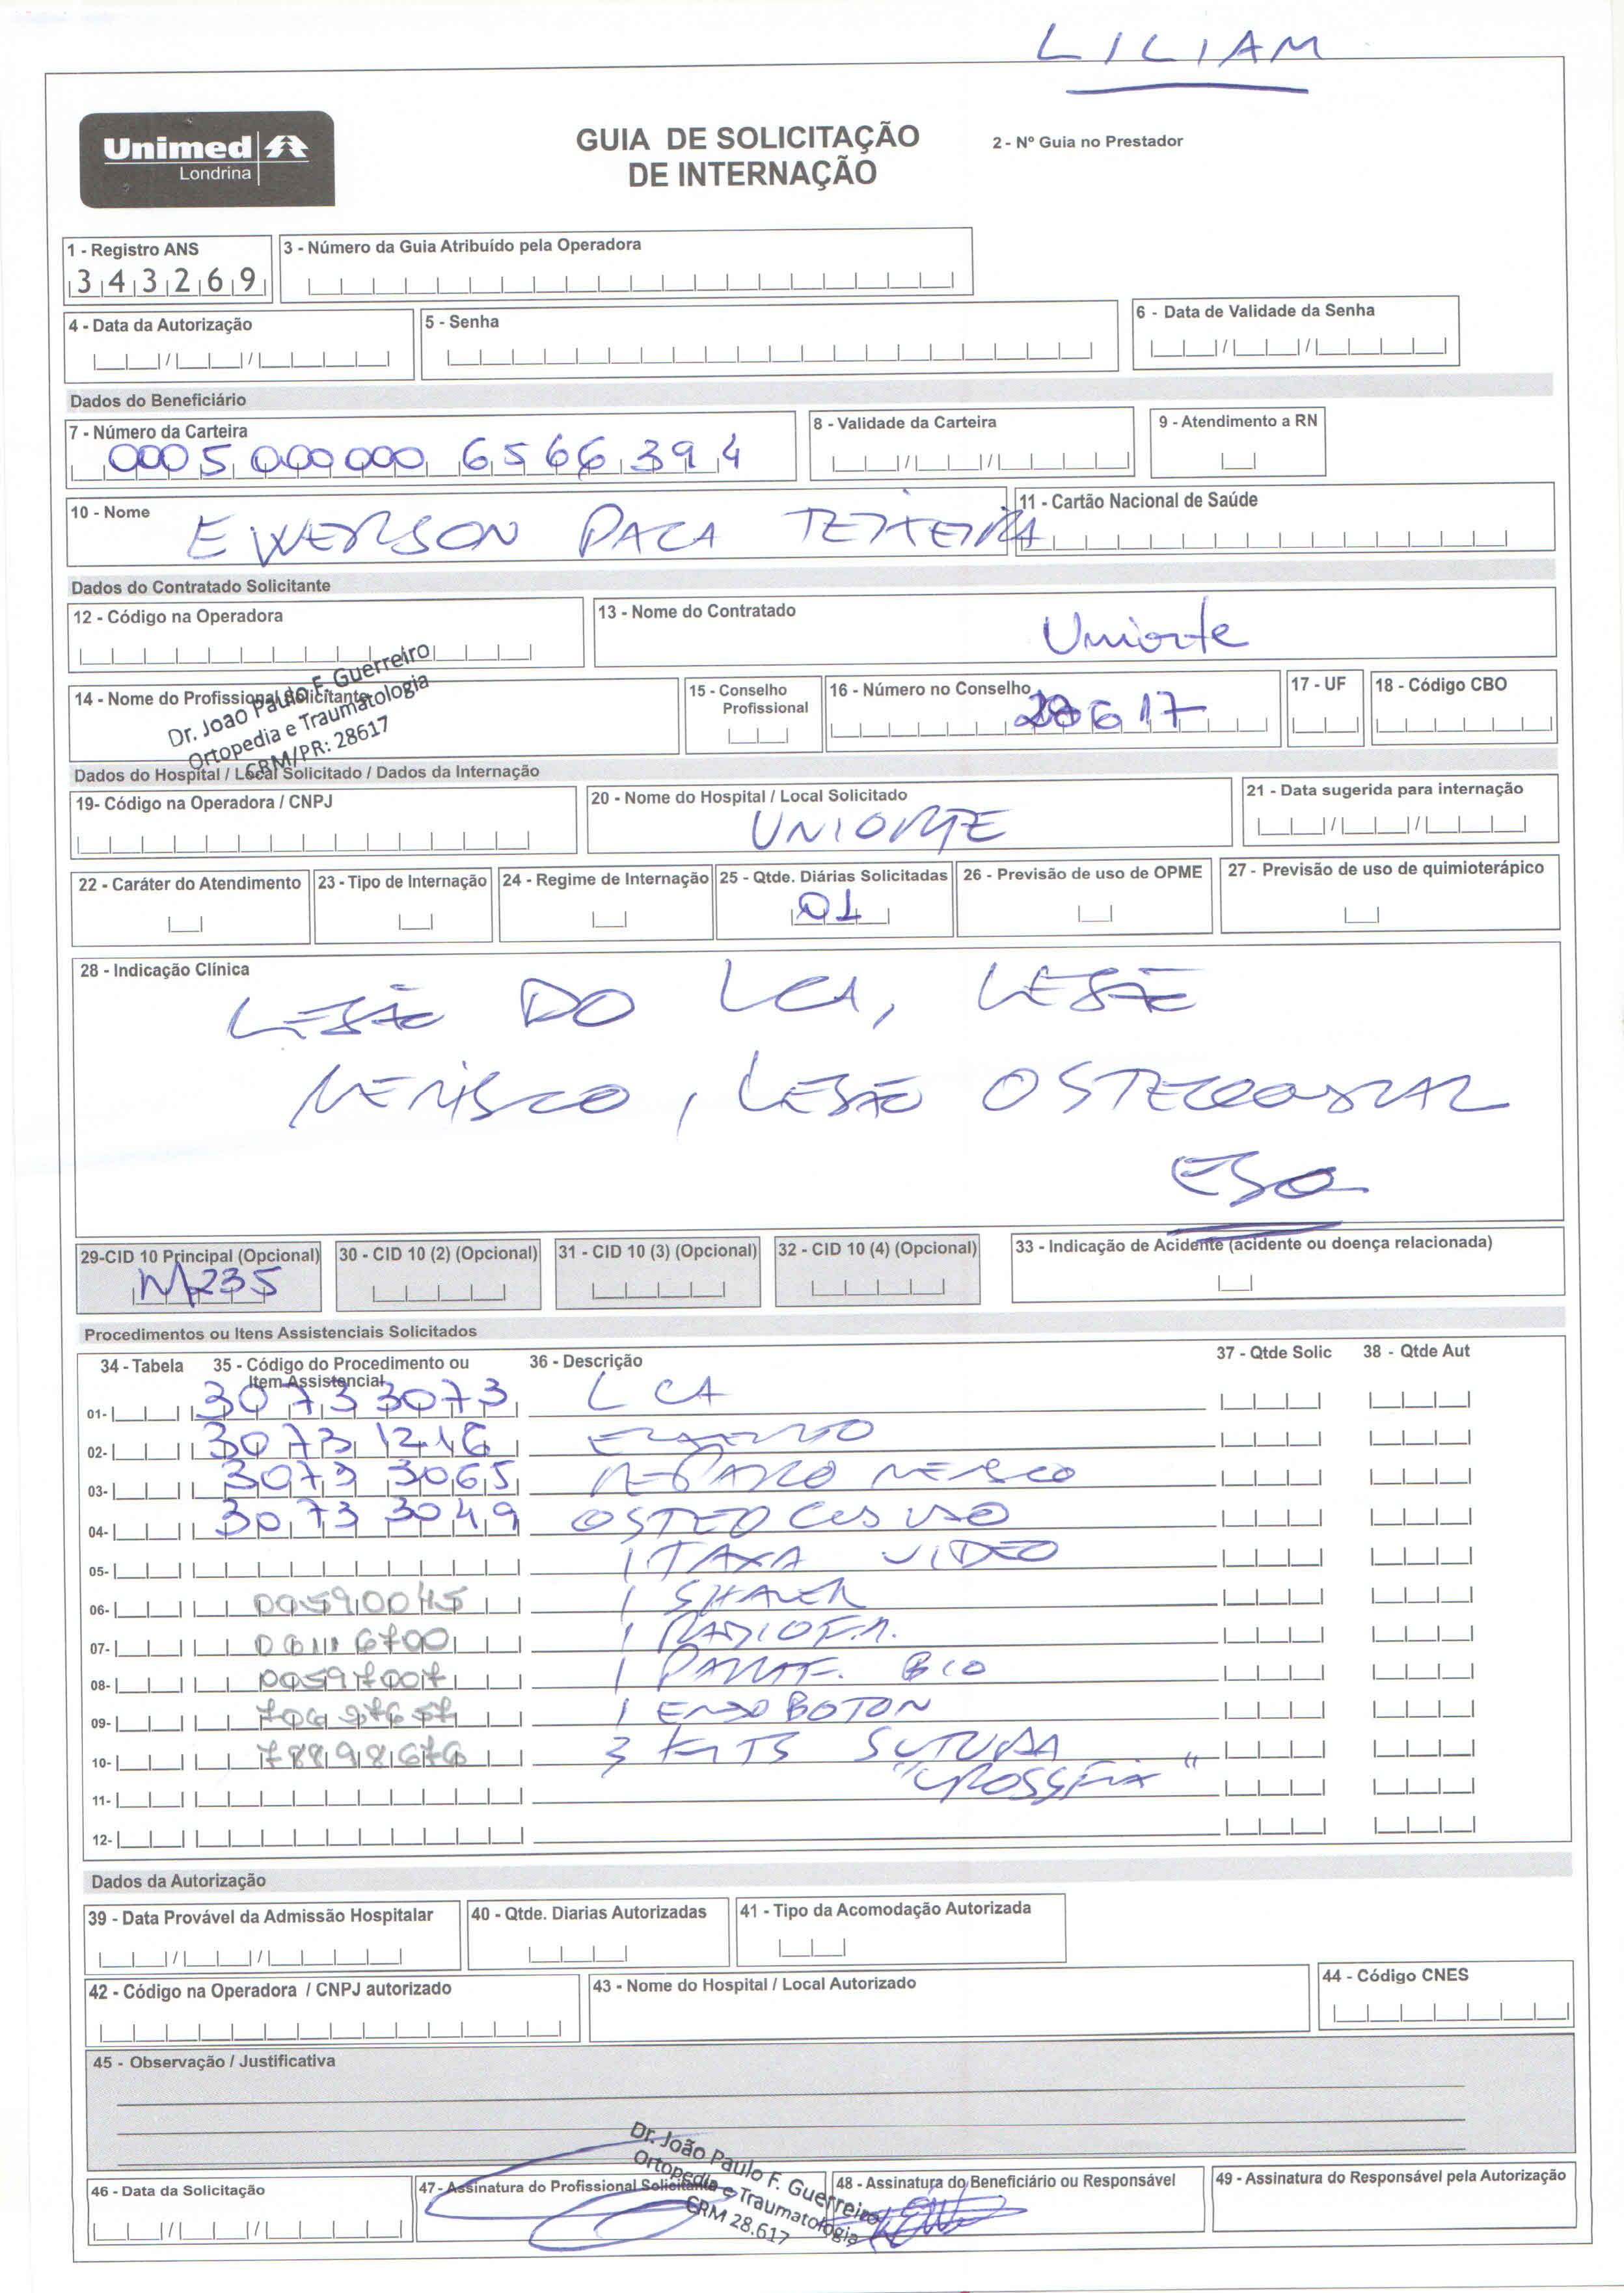 LILIAM
Unimed
Londrina
GUIA DE SOLICITAÇÃO
DE INTERNAÇÃO
2 - Nº Guia no Prestador
1 - Registro ANS
343269
3 - Número da Guia Atribuído pela Operadora
4 - Data da Autorização
5 - Senha
6 - Data de Validade da Senha
Dados do Beneficiário
7 - Número da Carteira
0005 000000 6566394
8 - Validade da Carteira
9 - Atendimento a RN
10 - Nome
EWERSON PACA TEIXEIRA
11 - Cartão Nacional de Saúde
Dados do Contratado Solicitante
12 - Código na Operadora
13 - Nome do Contratado
Uniorte
14 - Nome do Profissional Solicitante
Dr. Joao Paulo F. Guerreiro
Ortopedia e Traumatologia
CRM/PR: 28617
15 - Conselho Profissional
16 - Número no Conselho
28617
17 - UF
18 - Código CBO
Dados do Hospital / Local Solicitado / Dados da Internação
19- Código na Operadora / CNPJ
20 - Nome do Hospital / Local Solicitado
UNIORTE
21 - Data sugerida para internação
22 - Caráter do Atendimento
23 - Tipo de Internação
24 - Regime de Internação
25 - Qtde. Diárias Solicitadas
01
26 - Previsão de uso de OPME
27 - Previsão de uso de quimioterápico
28 - Indicação Clínica
LESÃO DO LCA, LESÃO
MENISCO, LESÃO OSTEOCONDRAL
ESQ
29-CID 10 Principal (Opcional)
M235
30 - CID 10 (2) (Opcional)
31 - CID 10 (3) (Opcional)
32 - CID 10 (4) (Opcional)
33 - Indicação de Acidente (acidente ou doença relacionada)
Procedimentos ou Itens Assistenciais Solicitados
34 - Tabela
35 - Código do Procedimento ou
Item Assistencial
36 - Descrição
37 - Qtde Solic
38 - Qtde Aut
01- 30733073 LCA
02- 30731216 ENXERTO
03- 30733065 REPARO MENISCO
04- 30733049 OSTEO
05- 1 TAXA VIDEO
06- 00590045 1 SHAVER
07- 06116700 1 RADIOF.
08- 00597007 1 PARAF. BIO
09- 70697657 1 ENDOBOTON
10- 78898676 3 KITS SUTURA
11- "CROSSFIX"
12-
Dados da Autorização
39 - Data Provável da Admissão Hospitalar
40 - Qtde. Diarias Autorizadas
41 - Tipo da Acomodação Autorizada
42 - Código na Operadora / CNPJ autorizado
43 - Nome do Hospital / Local Autorizado
44 - Código CNES
45 - Observação / Justificativa
46 - Data da Solicitação
47- Assinatura do Profissional Solicitante
Dr. João Paulo F. Guerreiro
Ortopedia e Traumatologia
CRM 28.617
48 - Assinatura do Beneficiário ou Responsável
49 - Assinatura do Responsável pela Autorização